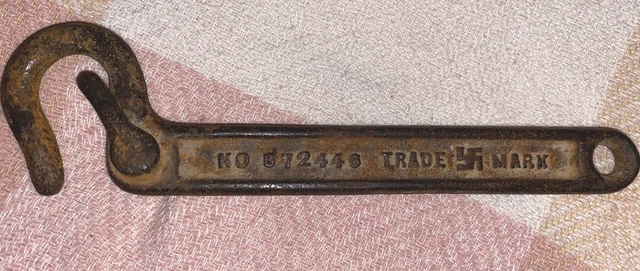 NO 572446 TRADE 卐 MARK